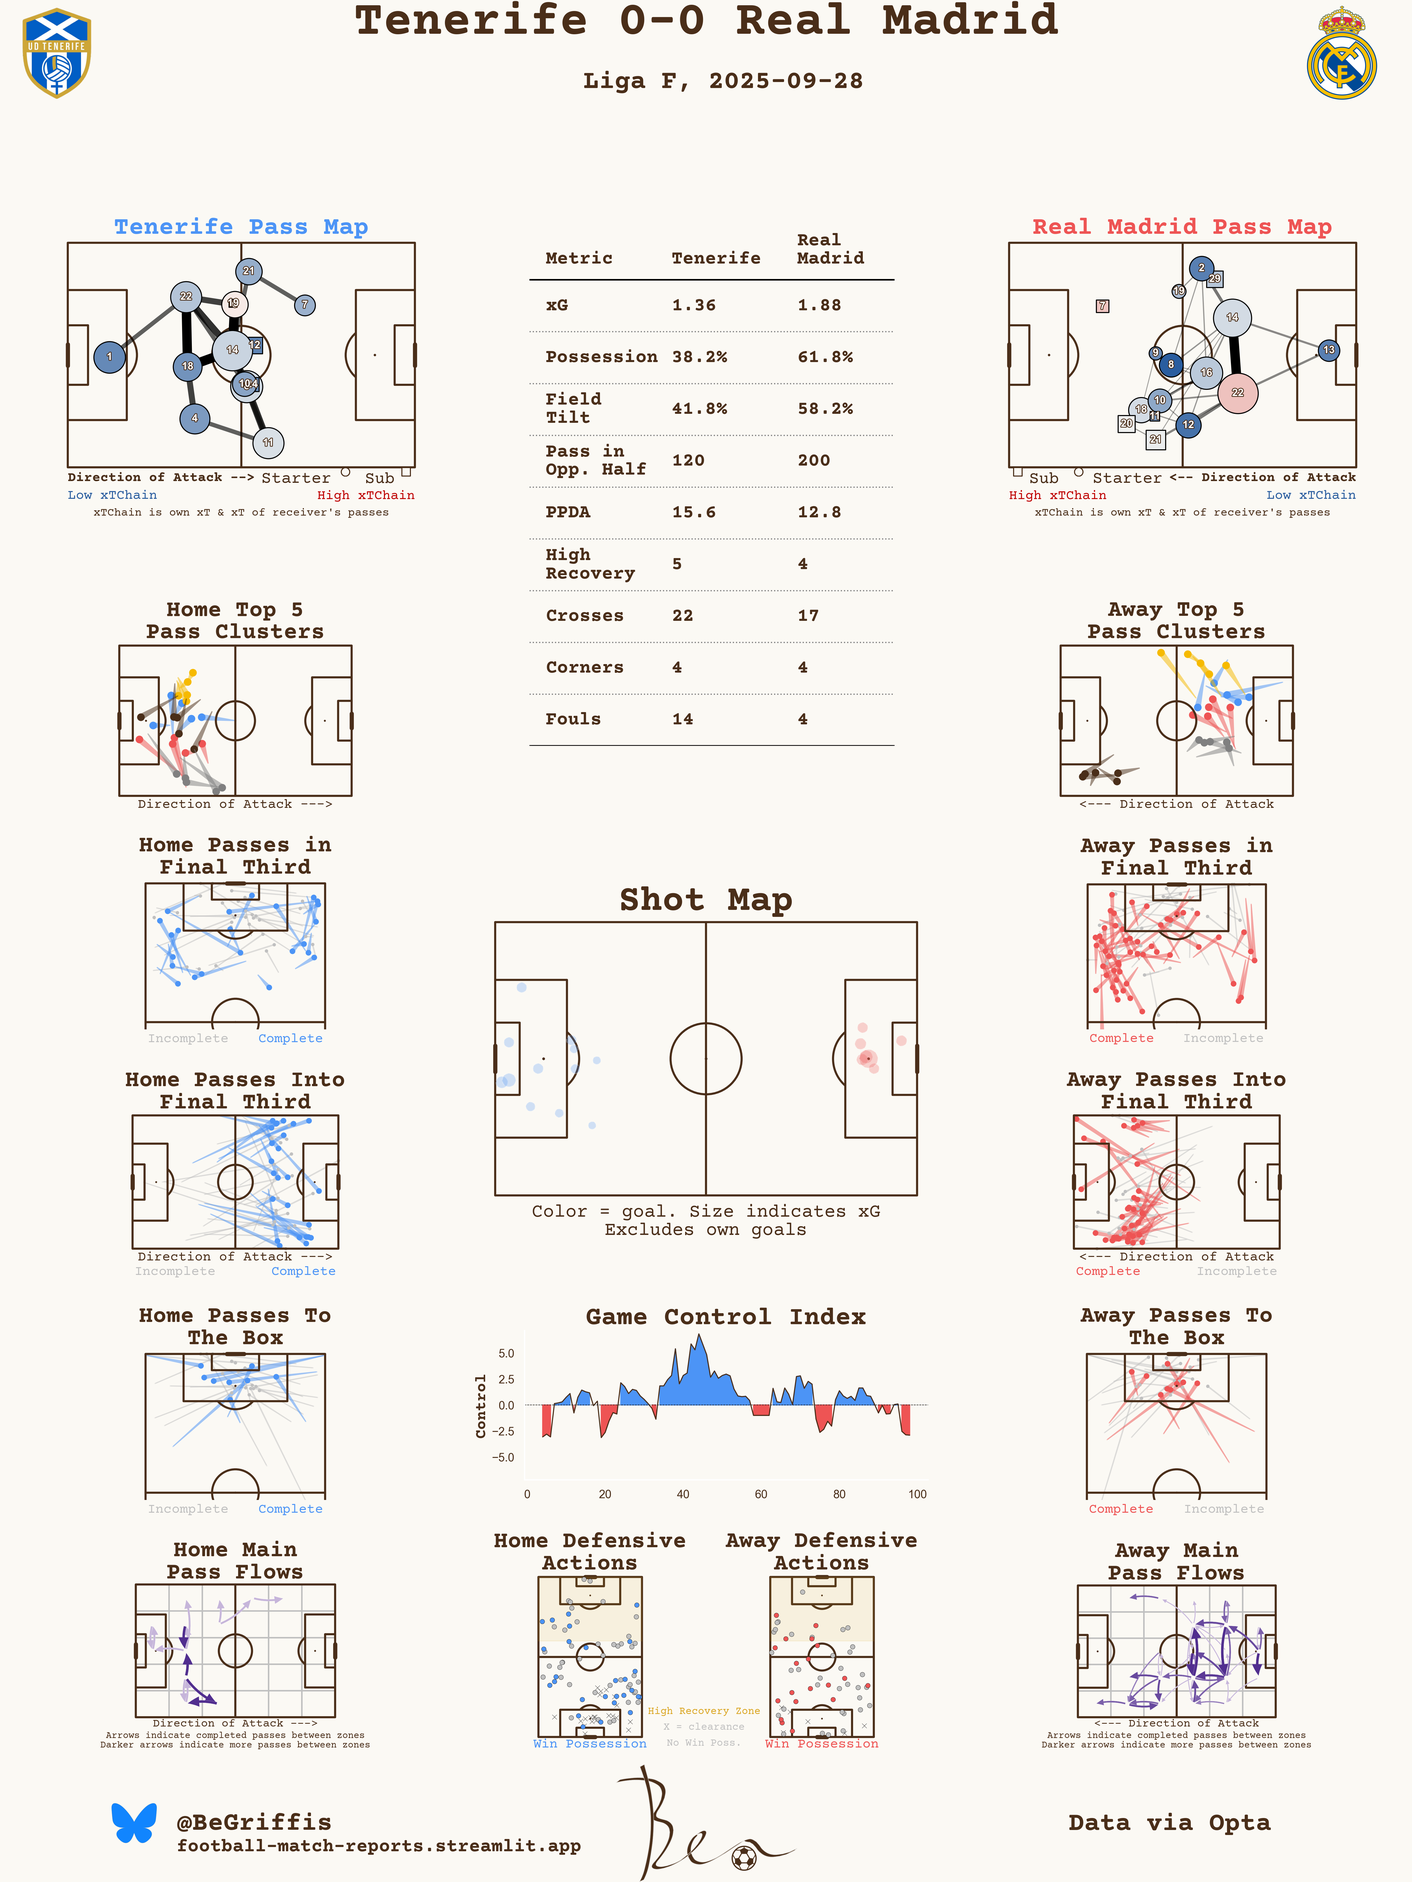 Tenerife 0-0 Real Madrid
Liga F, 2025-09-28
UD TENERIFE
Tenerife Pass Map
22
21
19
7
1
14
12
18
10
4
11
Direction of Attack --> Starter Sub
Low xTChain High xTChain
xTChain is own xT & xT of receiver's passes
Metric Tenerife Real Madrid
xG 1.36 1.88
Possession 38.2% 61.8%
Field Tilt 41.8% 58.2%
Pass in Opp. Half 120 200
PPDA 15.6 12.8
High Recovery 5 4
Crosses 22 17
Corners 4 4
Fouls 14 4
Real Madrid Pass Map
2
29
19
7
14
9
13
8
16
22
10
18
11
20
12
21
Sub Starter <-- Direction of Attack
High xTChain Low xTChain
xTChain is own xT & xT of receiver's passes
Home Top 5
Pass Clusters
Direction of Attack --->
Away Top 5
Pass Clusters
<--- Direction of Attack
Home Passes in
Final Third
Incomplete Complete
Away Passes in
Final Third
Complete Incomplete
Shot Map
Color = goal. Size indicates xG
Excludes own goals
Home Passes Into
Final Third
Direction of Attack --->
Incomplete Complete
Away Passes Into
Final Third
<--- Direction of Attack
Complete Incomplete
Home Passes To
The Box
Incomplete Complete
Game Control Index
Control
5.0
2.5
0.0
−2.5
−5.0
0 20 40 60 80 100
Away Passes To
The Box
Complete Incomplete
Home Main
Pass Flows
Direction of Attack --->
Arrows indicate completed passes between zones
Darker arrows indicate more passes between zones
Home Defensive
Actions
Win Possession
Away Defensive
Actions
Win Possession
High Recovery Zone
X = clearance
No Win Poss.
Away Main
Pass Flows
<--- Direction of Attack
Arrows indicate completed passes between zones
Darker arrows indicate more passes between zones
@BeGriffis
football-match-reports.streamlit.app
Ben
Data via Opta